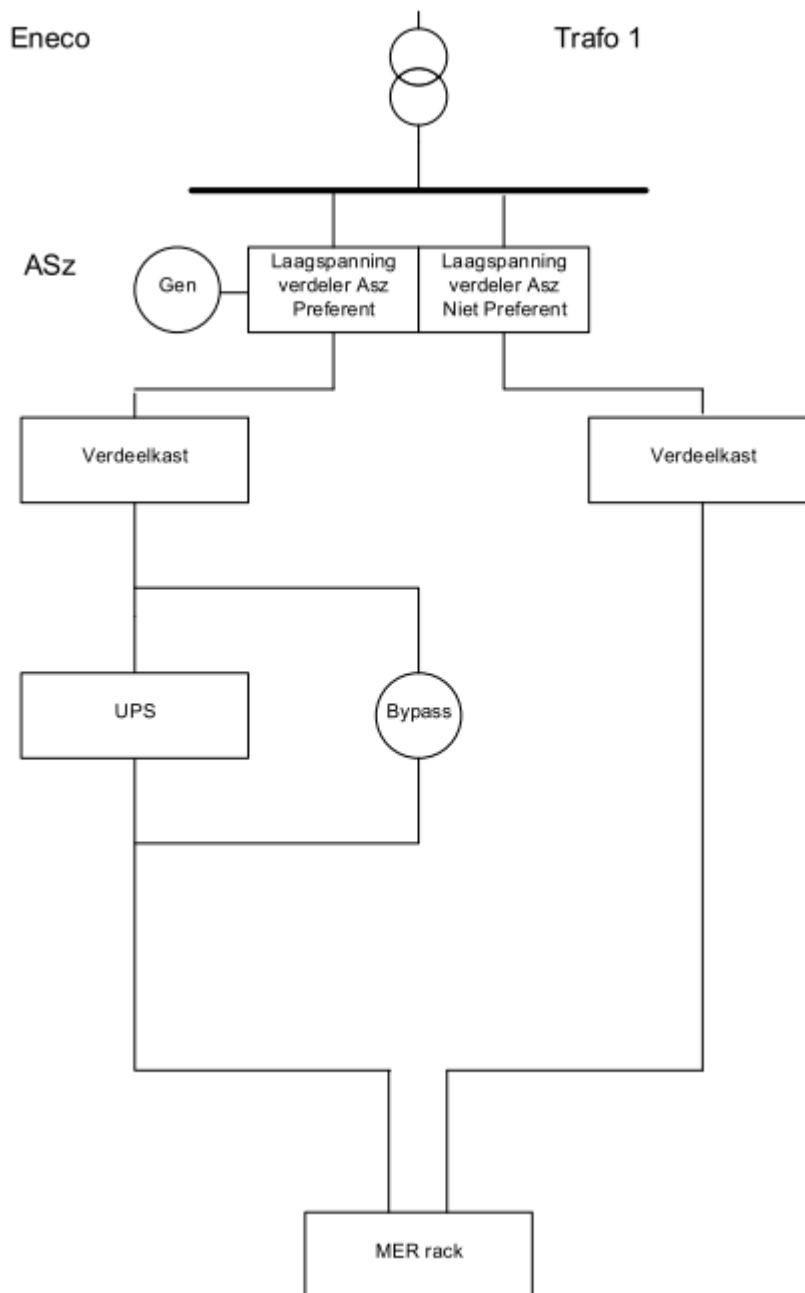 Eneco
Trafo 1
ASz
Gen
Laagspanning
verdeler Asz
Preferent
Laagspanning
verdeler Asz
Niet Preferent
Verdeelkast
Verdeelkast
UPS
Bypass
MER rack